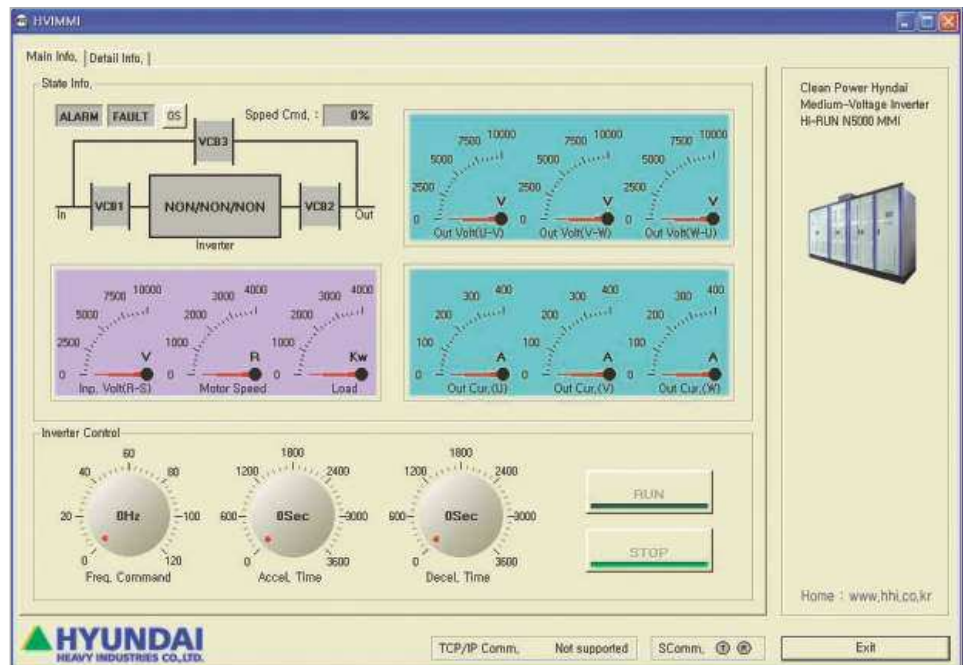 HVIMMI
Main Info, Detail Info,
State Info,
ALARM FAULT OS Spped Cmd, : 0%
VCB3
VCB1 NON/NON/NON VCB2
In Out
Inverter
0 2500 5000 7500 10000 V
Out Volt(U-V)
0 2500 5000 7500 10000 V
Out Volt(V-W)
0 2500 5000 7500 10000 V
Out Volt(W-U)
0 2500 5000 7500 10000 V
Inp, Volt(R-S)
0 1000 2000 3000 4000 R
Motor Speed
0 1000 2000 3000 4000 Kw
Load
0 100 200 300 400 A
Out Cur,(U)
0 100 200 300 400 A
Out Cur,(V)
0 100 200 300 400 A
Out Cur,(W)
Inverter Control
0 20 40 60 80 100 120
0Hz
Freq, Command
0 600 1200 1800 2400 3000 3600
0Sec
Accel, Time
0 600 1200 1800 2400 3000 3600
0Sec
Decel, Time
RUN
STOP
Clean Power Hyndai
Medium-Voltage Inverter
Hi-RUN N5000 MMI
Home : www,hhi,co,kr
HYUNDAI
HEAVY INDUSTRIES CO.,LTD.
TCP/IP Comm, Not supported
SComm, T R
Exit